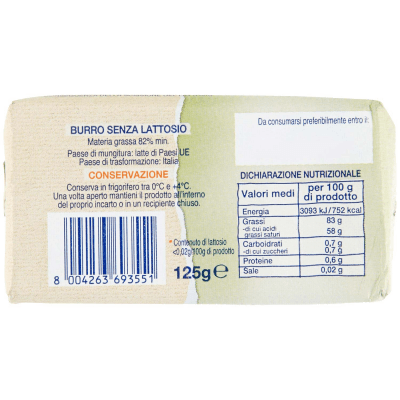 BURRO SENZA LATTOSIO
Materia grassa 82% min.
Paese di mungitura: latte di Paesi UE
Paese di trasformazione: Italia
CONSERVAZIONE
Conserva in frigorifero tra 0°C e +4°C.
Una volta aperto mantieni il prodotto all'interno
del proprio incarto o in un recipiente chiuso.
8 004263 693551
* Contenuto di lattosio
<0,02g/100g di prodotto
125g e
Da consumarsi preferibilmente entro il:
DICHIARAZIONE NUTRIZIONALE
Valori medi per 100 g di prodotto
Energia 3093 kJ/752 kcal
Grassi 83 g
-di cui acidi grassi saturi 58 g
Carboidrati 0,7 g
-di cui zuccheri 0,7 g
Proteine 0,6 g
Sale 0,02 g